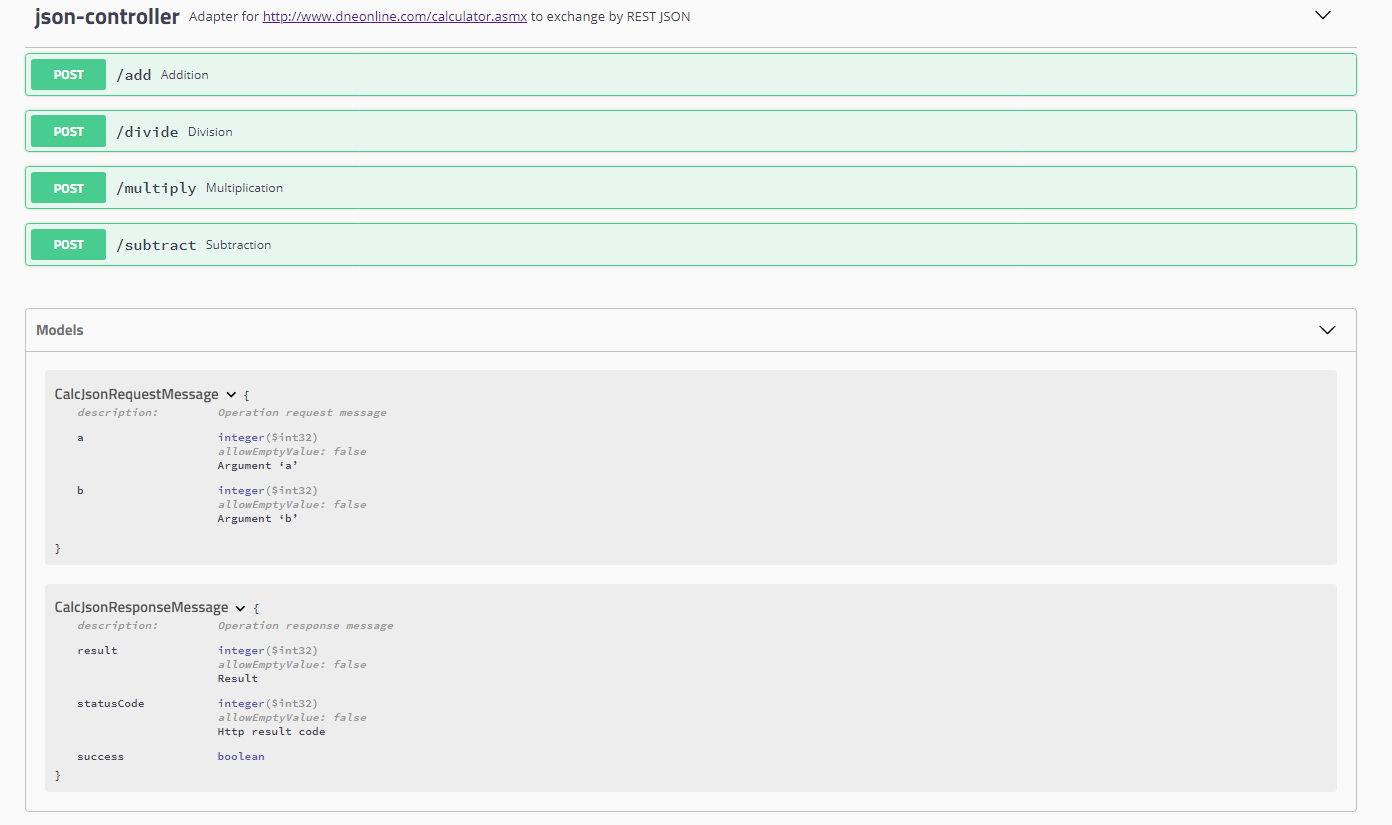 json-controller Adapter for http://www.dneonline.com/calculator.asmx to exchange by REST JSON
POST /add Addition
POST /divide Division
POST /multiply Multiplication
POST /subtract Subtraction
Models
CalcJsonRequestMessage {
description: Operation request message
a integer($int32)
allowEmptyValue: false
Argument ‘a’
b integer($int32)
allowEmptyValue: false
Argument ‘b’
}
CalcJsonResponseMessage {
description: Operation response message
result integer($int32)
allowEmptyValue: false
Result
statusCode integer($int32)
allowEmptyValue: false
Http result code
success boolean
}